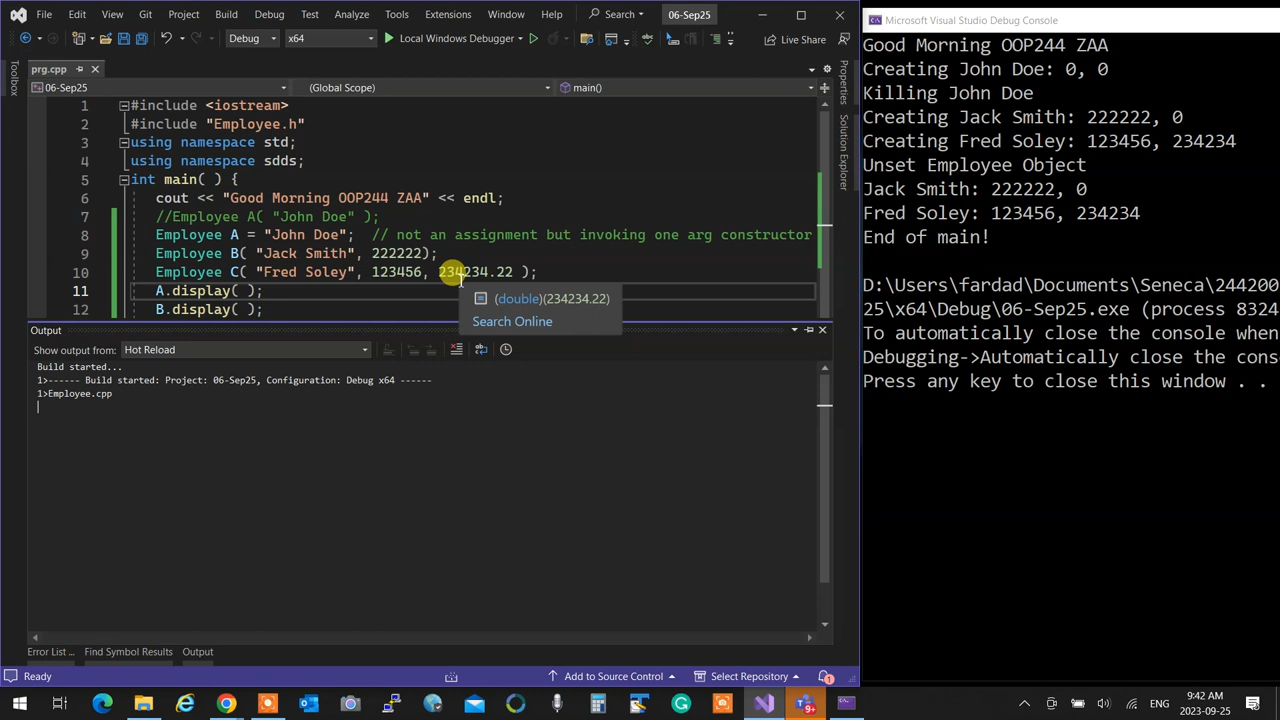 File Edit View Git Project Build Debug Test Analyze Tools Extensions Window Help Search 06-Sep25
Debug x64 Local Windows Debugger Live Share
prg.cpp
06-Sep25 (Global Scope) main()
Toolbox
Properties
Solution Explorer
1 #include <iostream>
2 #include "Employee.h"
3 using namespace std;
4 using namespace sdds;
5 int main( ) {
6 cout << "Good Morning OOP244 ZAA" << endl;
7 //Employee A( "John Doe" );
8 Employee A = "John Doe"; // not an assignment but invoking one arg constructor
9 Employee B( "Jack Smith", 222222);
10 Employee C( "Fred Soley", 123456, 234234.22 );
11 A.display( );
12 B.display( );
(double)(234234.22)
Search Online
Output
Show output from: Hot Reload
Build started...
1>------ Build started: Project: 06-Sep25, Configuration: Debug x64 ------
1>Employee.cpp
Error List ... Find Symbol Results Output
Ready Add to Source Control Select Repository 1
Microsoft Visual Studio Debug Console
Good Morning OOP244 ZAA
Creating John Doe: 0, 0
Killing John Doe
Creating Jack Smith: 222222, 0
Creating Fred Soley: 123456, 234234
Unset Employee Object
Jack Smith: 222222, 0
Fred Soley: 123456, 234234
End of main!
D:\Users\fardad\Documents\Seneca\244200
25\x64\Debug\06-Sep25.exe (process 8324
To automatically close the console when
Debugging->Automatically close the cons
Press any key to close this window . .
9+
ENG
9:42 AM
2023-09-25